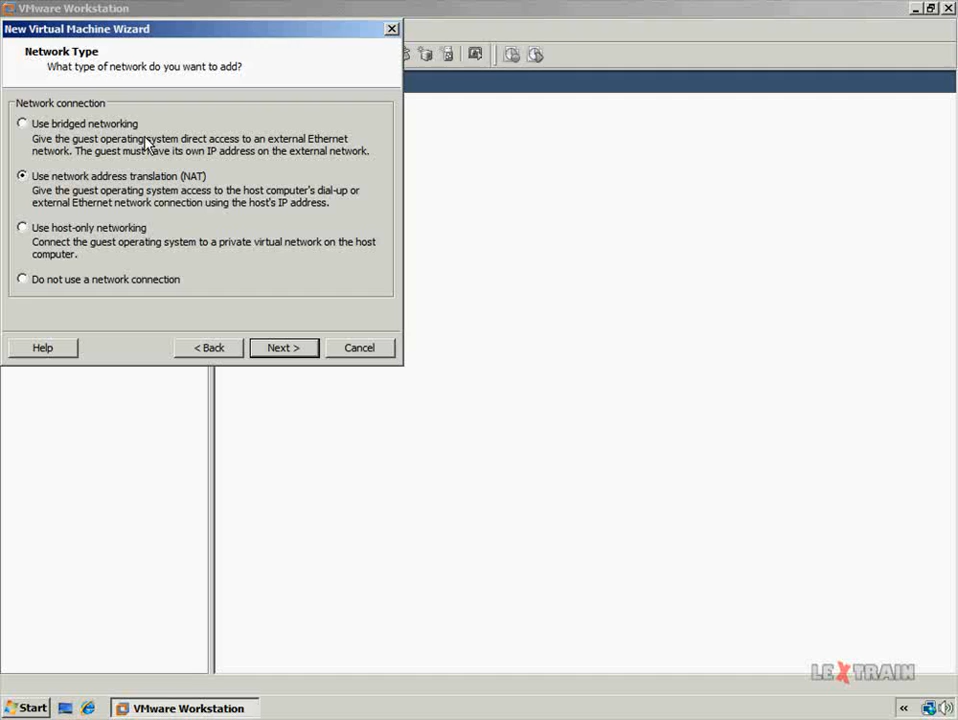 VMware Workstation
New Virtual Machine Wizard
Network Type
What type of network do you want to add?
Network connection
Use bridged networking
Give the guest operating system direct access to an external Ethernet
network. The guest must have its own IP address on the external network.
Use network address translation (NAT)
Give the guest operating system access to the host computer's dial-up or
external Ethernet network connection using the host's IP address.
Use host-only networking
Connect the guest operating system to a private virtual network on the host
computer.
Do not use a network connection
Help
< Back
Next >
Cancel
LEXTRAIN
Start
VMware Workstation